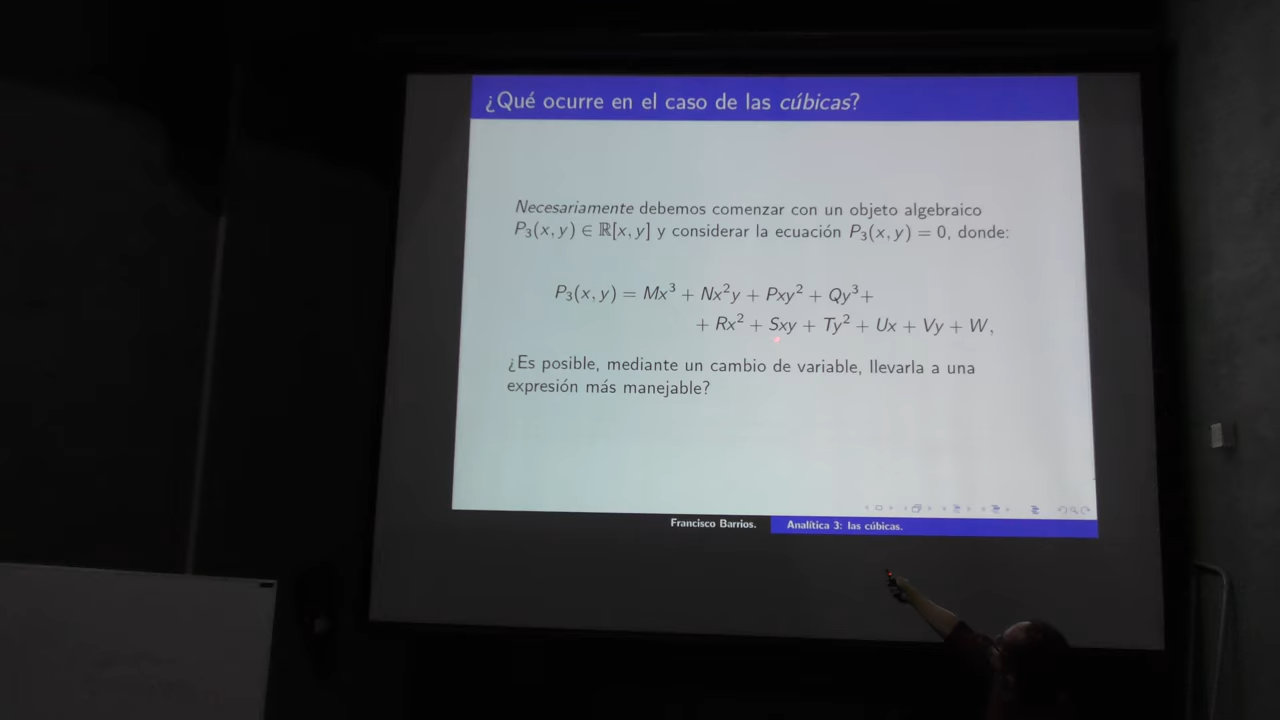 ¿Qué ocurre en el caso de las cúbicas?
Necesariamente debemos comenzar con un objeto algebraico
P₃(x, y) ∈ ℝ[x, y] y considerar la ecuación P₃(x, y) = 0, donde:
P₃(x, y) = Mx³ + Nx²y + Pxy² + Qy³+
+ Rx² + Sxy + Ty² + Ux + Vy + W,
¿Es posible, mediante un cambio de variable, llevarla a una
expresión más manejable?
Francisco Barrios. Analítica 3: las cúbicas.